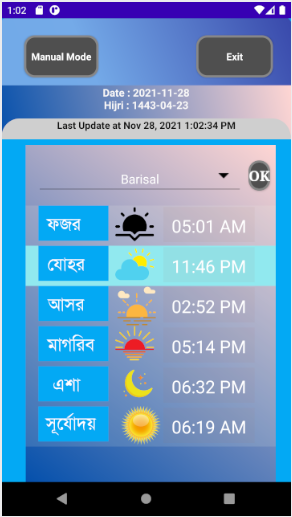 1:02
Manual Mode
Exit
Date : 2021-11-28
Hijri : 1443-04-23
Last Update at Nov 28, 2021 1:02:34 PM
Barisal
OK
ফজর 05:01 AM
যোহর 11:46 PM
আসর 02:52 PM
মাগরিব 05:14 PM
এশা 06:32 PM
সূর্যোদয় 06:19 AM